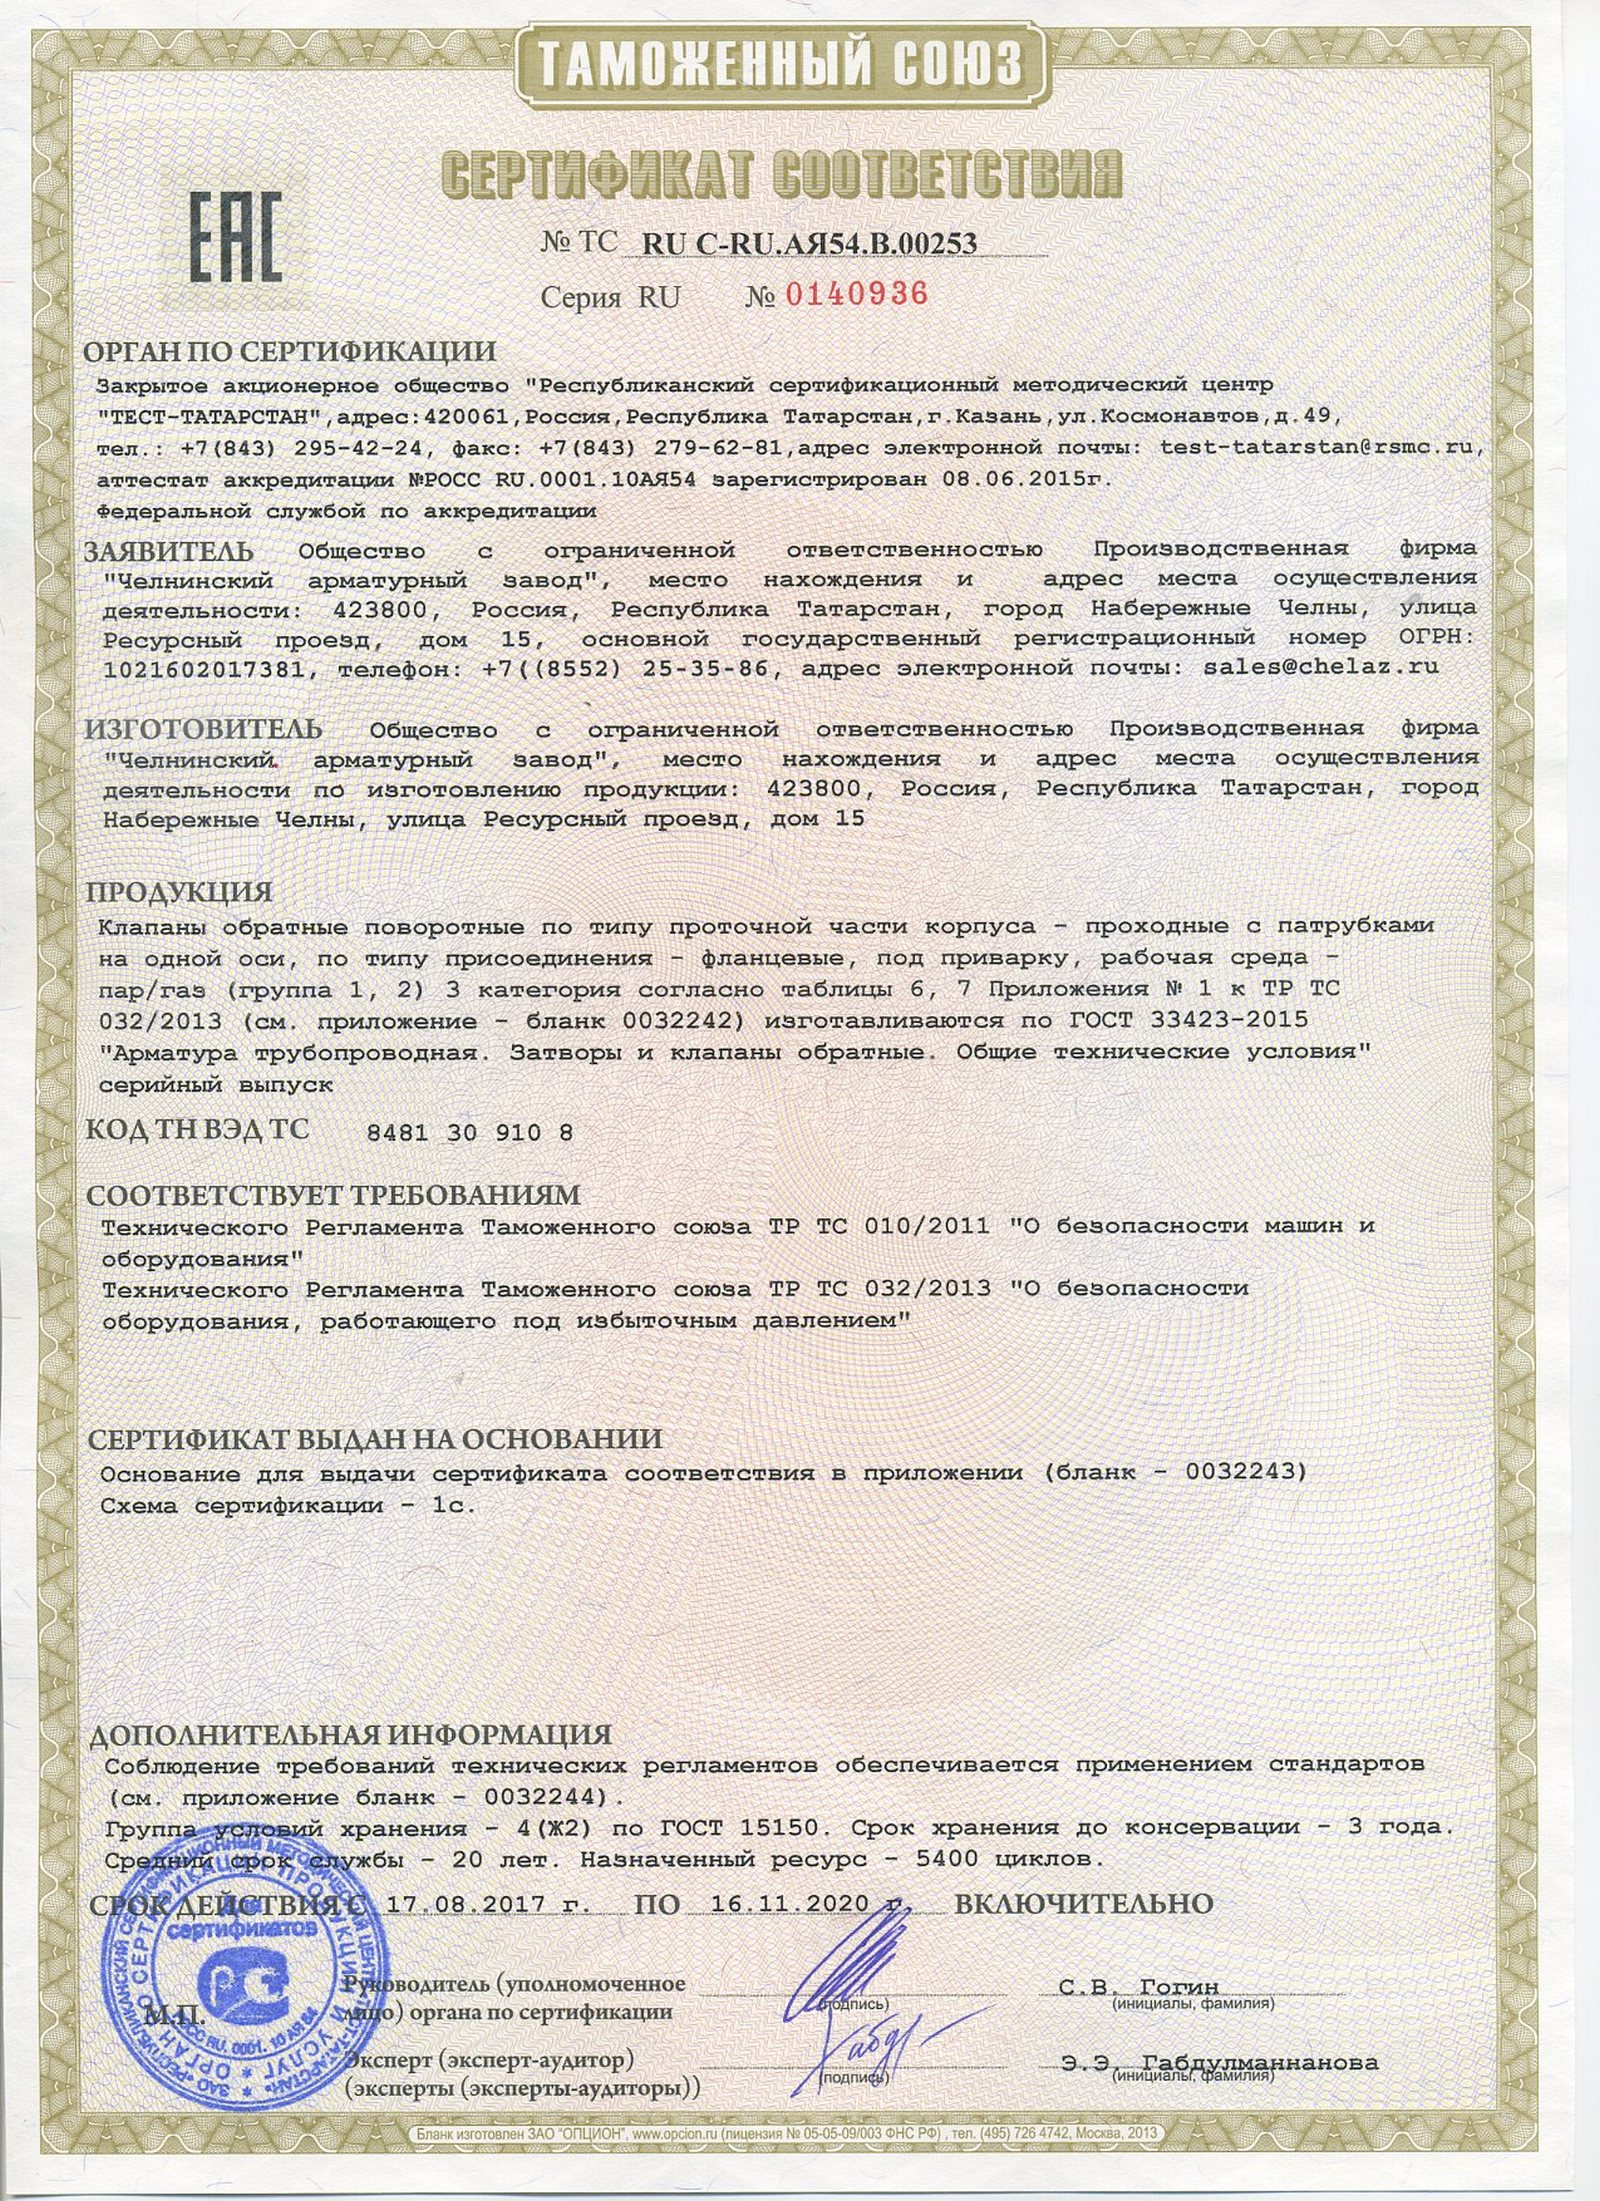 ТАМОЖЕННЫЙ СОЮЗ
СЕРТИФИКАТ СООТВЕТСТВИЯ
ЕАС
№ ТС RU C-RU.АЯ54.В.00253
Серия RU № 0140936
ОРГАН ПО СЕРТИФИКАЦИИ
Закрытое акционерное общество "Республиканский сертификационный методический центр
"ТЕСТ-ТАТАРСТАН",адрес:420061,Россия,Республика Татарстан,г.Казань,ул.Космонавтов,д.49,
тел.: +7(843) 295-42-24, факс: +7(843) 279-62-81,адрес электронной почты: test-tatarstan@rsmc.ru,
аттестат аккредитации №РОСС RU.0001.10АЯ54 зарегистрирован 08.06.2015г.
Федеральной службой по аккредитации
ЗАЯВИТЕЛЬ Общество с ограниченной ответственностью Производственная фирма
"Челнинский арматурный завод", место нахождения и адрес места осуществления
деятельности: 423800, Россия, Республика Татарстан, город Набережные Челны, улица
Ресурсный проезд, дом 15, основной государственный регистрационный номер ОГРН:
1021602017381, телефон: +7((8552) 25-35-86, адрес электронной почты: sales@chelaz.ru
ИЗГОТОВИТЕЛЬ Общество с ограниченной ответственностью Производственная фирма
"Челнинский арматурный завод", место нахождения и адрес места осуществления
деятельности по изготовлению продукции: 423800, Россия, Республика Татарстан, город
Набережные Челны, улица Ресурсный проезд, дом 15
ПРОДУКЦИЯ
Клапаны обратные поворотные по типу проточной части корпуса - проходные с патрубками
на одной оси, по типу присоединения - фланцевые, под приварку, рабочая среда -
пар/газ (группа 1, 2) 3 категория согласно таблицы 6, 7 Приложения № 1 к ТР ТС
032/2013 (см. приложение - бланк 0032242) изготавливаются по ГОСТ 33423-2015
"Арматура трубопроводная. Затворы и клапаны обратные. Общие технические условия"
серийный выпуск
КОД ТН ВЭД ТС 8481 30 910 8
СООТВЕТСТВУЕТ ТРЕБОВАНИЯМ
Технического Регламента Таможенного союза ТР ТС 010/2011 "О безопасности машин и
оборудования"
Технического Регламента Таможенного союза ТР ТС 032/2013 "О безопасности
оборудования, работающего под избыточным давлением"
СЕРТИФИКАТ ВЫДАН НА ОСНОВАНИИ
Основание для выдачи сертификата соответствия в приложении (бланк - 0032243)
Схема сертификации - 1с.
ДОПОЛНИТЕЛЬНАЯ ИНФОРМАЦИЯ
Соблюдение требований технических регламентов обеспечивается применением стандартов
(см. приложение бланк - 0032244).
Группа условий хранения - 4(Ж2) по ГОСТ 15150. Срок хранения до консервации - 3 года.
Средний срок службы - 20 лет. Назначенный ресурс - 5400 циклов.
СРОК ДЕЙСТВИЯ С 17.08.2017 г. ПО 16.11.2020 г. ВКЛЮЧИТЕЛЬНО
Для
сертификатов
М.П.
Руководитель (уполномоченное
лицо) органа по сертификации
(подпись)
С.В. Гогин
(инициалы, фамилия)
Эксперт (эксперт-аудитор)
(эксперты (эксперты-аудиторы))
(подпись)
Э.Э. Габдулманнанова
(инициалы, фамилия)
Бланк изготовлен ЗАО "ОПЦИОН", www.opcion.ru (лицензия № 05-05-09/003 ФНС РФ) , тел. (495) 726 4742, Москва, 2013